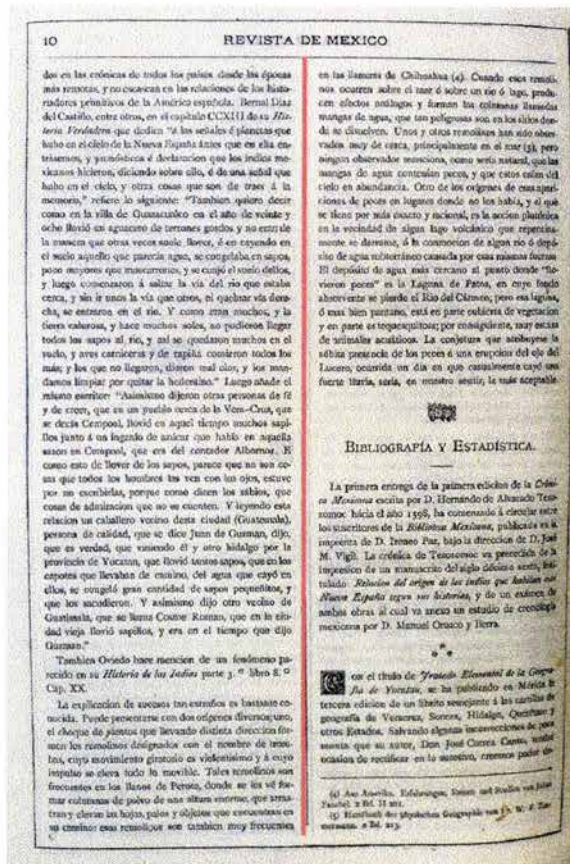 10
REVISTA DE MEXICO
dos en las crónicas de todos los países desde las épocas
más remotas, y no escasean en las relaciones de los histo-
riadores primitivos de la América española. Bernal Diaz
del Castillo, entre otros, en el capítulo CCXIII de su His-
toria Verdadera que dedica "á las señales é planetas que
hubo en el cielo de la Nueva España ántes que en ella en-
trásemos, y pronósticos é declaracion que los indios me-
xicanos hicieron, diciendo sobre ello, é de una señal que
hubo en el cielo, y otras cosas que son de traer á la
memoria," refiere lo siguiente: "Tambien quiero decir
como en la villa de Guazacualco en el año de veinte y
ocho llovió un aguacero de terrones gordos y no era de
la manera que otras veces suele llover, é en cayendo en
el suelo aquello que parecia agua, se congelaba en sapos,
poco mayores que moscarrones, y se cunjó el suelo dellos,
y luego comenzaron á saltar la vía del rio que estaba
cerca, y sin ir unos la vía que otros, el quebrar vía dere-
cha, se entraron en el rio. Y como eran muchos, y la
tierra calurosa, y hace muchos soles, no pudieron llegar
todos los sapos al rio, y así se quedaron muchos en el
suelo, y aves carniceras y de rapiña comieron todos los
más; y los que no llegaron, dieron mal olor, y los man-
damos limpiar por quitar la hedentina." Luego añade el
mismo escritor: "Asimismo dijeron otras personas de fé
y de creer, que en un pueblo cerca de la Vera-Cruz, que
se decía Cempoal, llovió en aquel tiempo muchos sapi-
llos junto á un ingenio de azúcar que habia en aquella
sazon en Cempoal, que era del contador Albornoz. E
como esto de llover de los sapos, parece que no son co-
sas que todos los hombres las ven con los ojos, estuve
por no escribirlas, porque como dicen los sábios, que
cosas de admiracion que no se cuenten. Y leyendo esta
relacion un caballero vecino desta ciudad (Guatemala),
persona de calidad, que se dice Juan de Guzman, dijo,
que es verdad, que viniendo él y otro hidalgo por la
provincia de Yucatan, que llovió tantos sapos, que en los
capotes que llevaban de camino, del agua que cayó en
ellos, se congeló gran cantidad de sapos pequeñitos, y
que los sacudieron. Y asimismo dijo otro vecino de
Guatimala, que se llama Cosme Roman, que en la ciu-
dad vieja llovió sapillos, y era en el tiempo que dijo
Guzman."
Tambien Oviedo hace mencion de un fenómeno pa-
recido en su Historia de las Indias parte 3.ª libro 8.º
Cap. XX.
La explicacion de sucesos tan extraños es bastante co-
nocida. Puede presentarse con dos orígenes diversos; uno,
el choque de vientos que llevando distinta direccion for-
men los remolinos designados con el nombre de trom-
bas, cuyo movimiento giratorio es violentísimo y á cuyo
impulso se eleva todo lo movible. Tales remolinos son
frecuentes en los llanos de Perote, donde se les vé for-
mar columnas de polvo de una altura enorme, que arras-
tran y elevan las hojas, palos y objetos que encuentran en
su camino: esas remolinos son tambien muy frecuentes
en las llanuras de Chihuahua (4). Cuando esos remoli-
nos ocurren sobre el mar ó sobre un rio ó lago, produ-
cen efectos análogos y forman las columnas llamadas
mangas de agua, que tan peligrosas son en los sitios don-
de se disuelven. Unos y otros remolinos han sido obser-
vados muy de cerca, principalmente en el mar (5), pero
ningun observador menciona, como sería natural, que las
mangas de agua contenian peces, y que estos caían del
cielo en abundancia. Otro de los orígenes de esas apari-
ciones de peces en lugares donde no los había, y al que
se tiene por más exacto y racional, es la accion plutónica
en la vecindad de algun lago volcánico que repentina-
mente se derrame, ó la conmocion de algun rio ó depó-
sito de agua subterráneo causada por esas mismas fuerzas.
El depósito de agua más cercano al punto donde "llo-
vieron peces" es la Laguna de Patos, en cuyo fondo
absorvente se pierde el Rio del Cármen; pero esa laguna,
ó mas bien pantano, está en parte cubierta de vegetacion
y en parte es tequesquitosa; por consiguiente, muy escasa
de animales acuáticos. La conjetura que atribuyese la
súbita presencia de los peces á una erupcion del ojo del
Lucero, ocurrida un dia en que casualmente cayó una
fuerte lluvia, sería, en nuestro sentir, la más aceptable.
BIBLIOGRAFÍA Y ESTADÍSTICA.
La primera entrega de la primera edicion de la Cróni-
ca Mexicana escrita por D. Hernando de Alvarado Tezo-
zomoc hácia el año 1598, ha comenzado á circular entre
los suscritores de la Biblioteca Mexicana, publicada en la
imprenta de D. Ireneo Paz, bajo la direccion de D. José
M. Vigil. La crónica de Tezozomoc va precedida de la
impresion de un manuscrito del siglo décimo sexto, inti-
tulado: Relacion del orígen de los indios que habitan esta
Nueva España segun sus historias, y de un exámen de
ambas obras al cual va anexo un estudio de cronología
mexicana por D. Manuel Orozco y Berra.
Con el título de Tratado Elemental de la Geogra-
fía de Yucatan, se ha publicado en Mérida la
tercera edicion de un librito semejante á las cartillas de
geografía de Veracruz, Sonora, Hidalgo, Querétaro y
otros Estados. Salvando algunas incorrecciones de poca
monta que su autor, Don José Correa Canto, tendrá
ocasion de rectificar en lo sucesivo, creemos poder de-
(4) Aus Amerika. Erfahrungen, Reisen und Studien von Julius
Froebel. 2 Bd. II 201.
(5) Handbuch der physischen Geographie von Dr. W. F. Zim-
mermann. 2 Bd. 213.